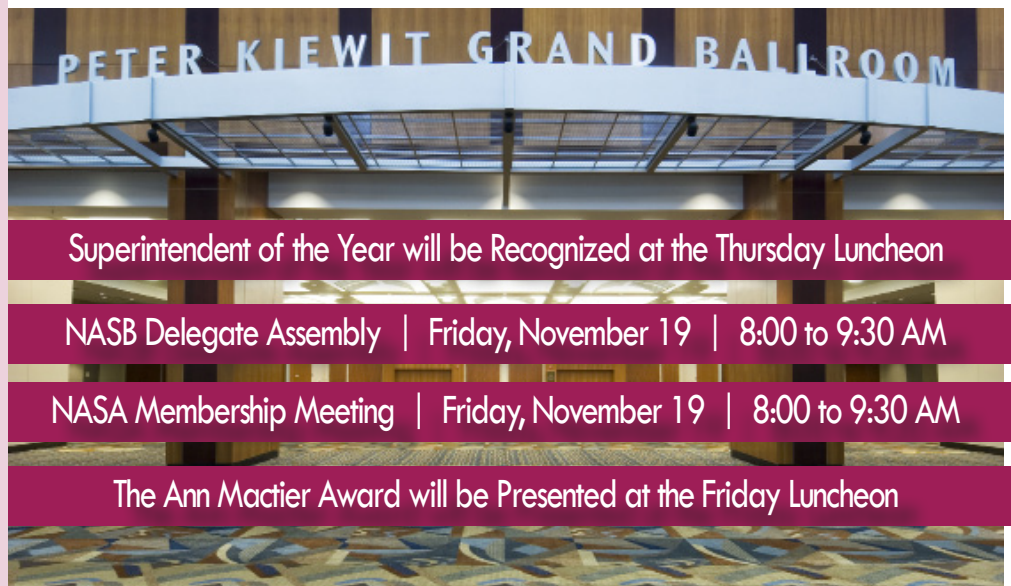 PETER KIEWIT GRAND BALLROOM
Superintendent of the Year will be Recognized at the Thursday Luncheon
NASB Delegate Assembly | Friday, November 19 | 8:00 to 9:30 AM
NASA Membership Meeting | Friday, November 19 | 8:00 to 9:30 AM
The Ann Mactier Award will be Presented at the Friday Luncheon